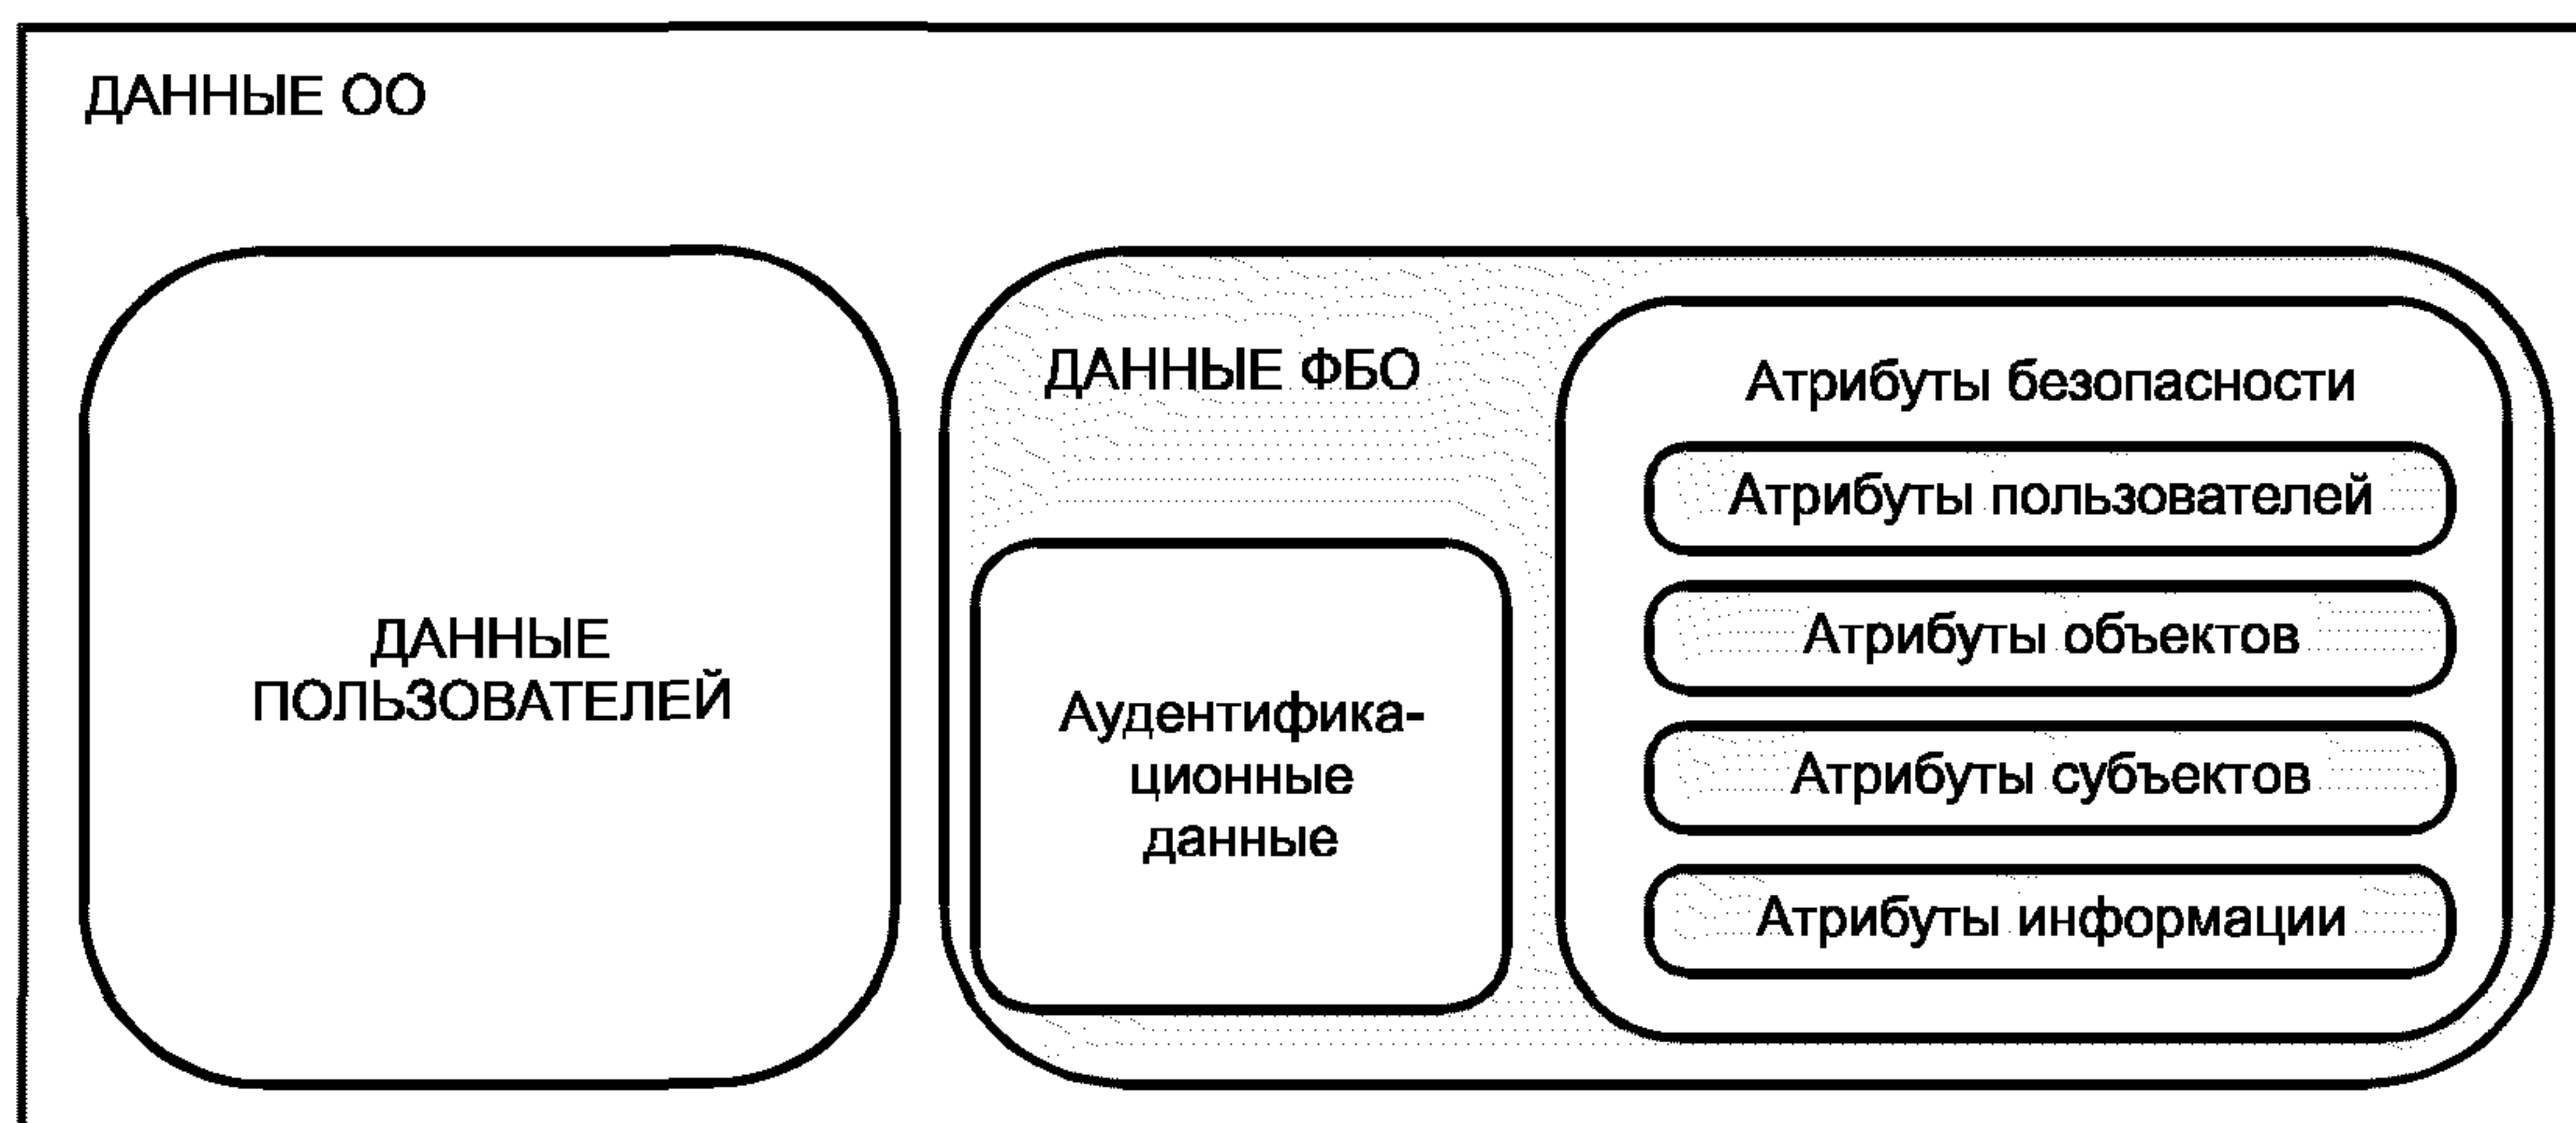 ДАННЫЕ ОО
ДАННЫЕ
ПОЛЬЗОВАТЕЛЕЙ
ДАННЫЕ ФБО
Аудентифика-
ционные
данные
Атрибуты безопасности
Атрибуты пользователей
Атрибуты объектов
Атрибуты субъектов
Атрибуты информации